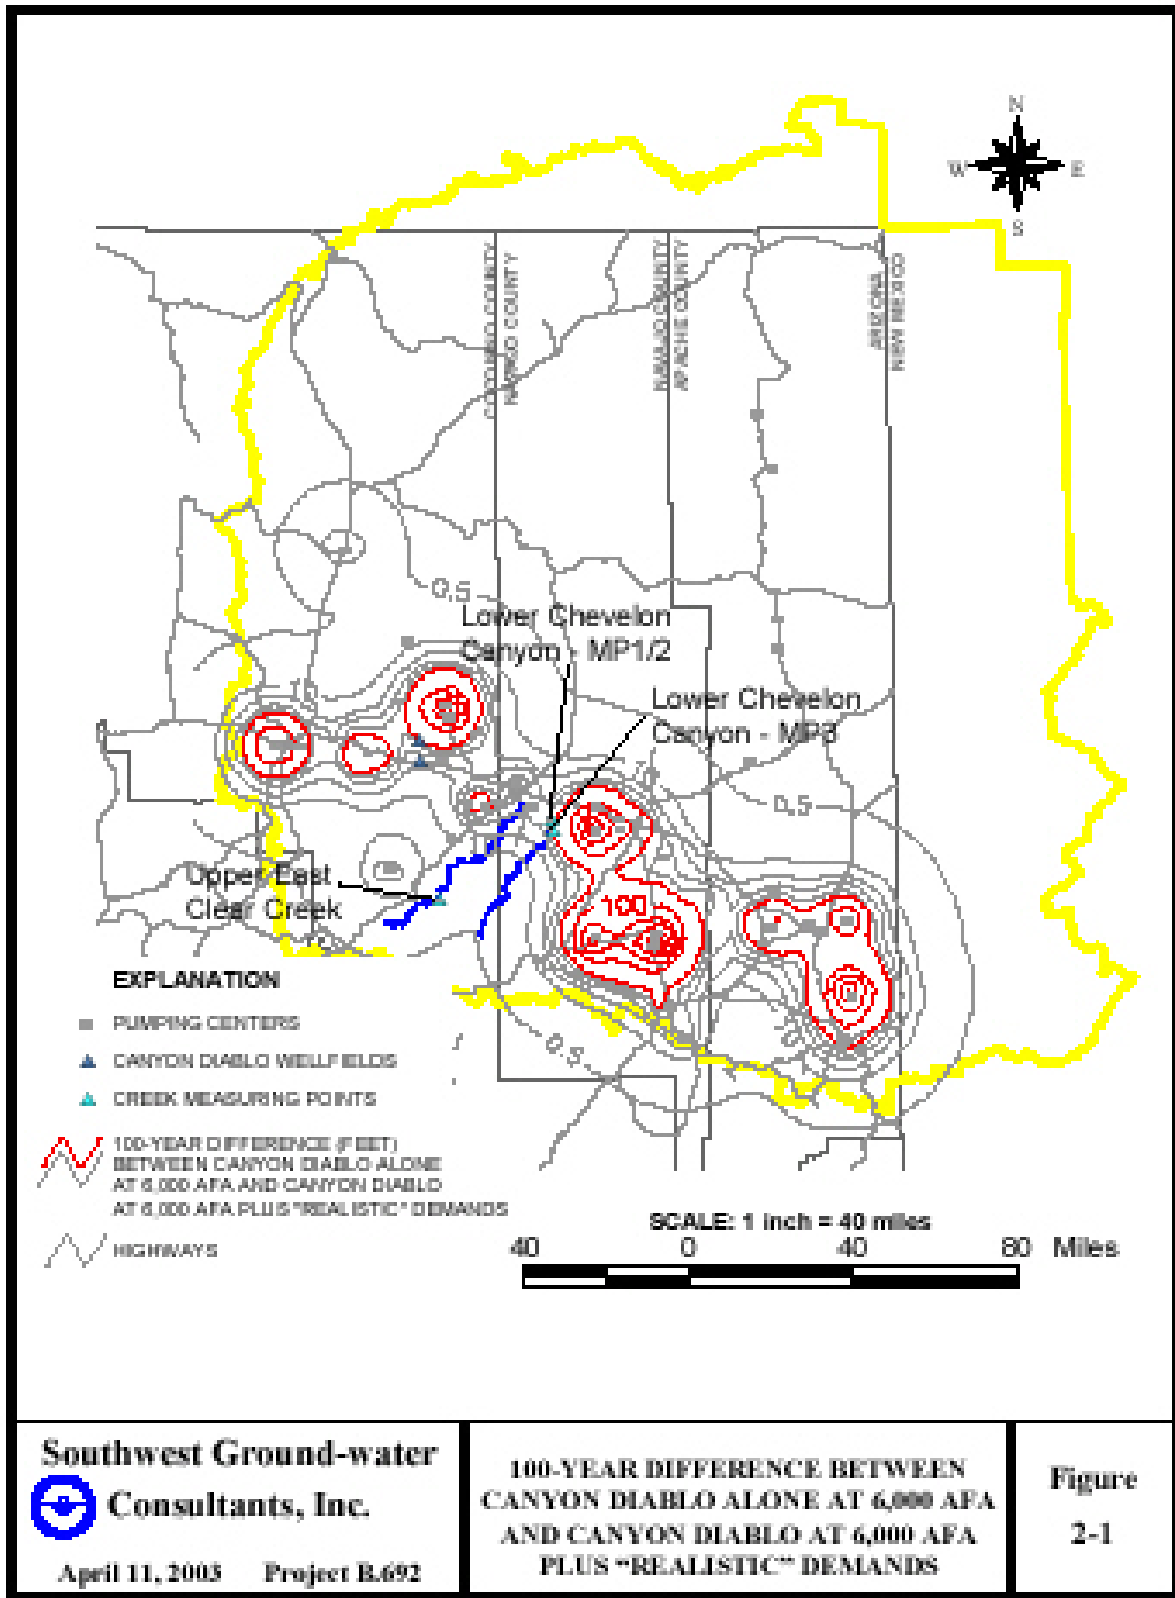 N
W E
S
COCONINO COUNTY
NAVAJO COUNTY
NAVAJO COUNTY
APACHE COUNTY
ARIZONA
NEW MEXICO
0.5
Lower Chevelon
Canyon - MP1/2
Lower Chevelon
Canyon - MP3
0.5
Upper East
Clear Creek
100
0.5
EXPLANATION
PUMPING CENTERS
CANYON DIABLO WELLFIELDS
CREEK MEASURING POINTS
100-YEAR DIFFERENCE (FEET)
BETWEEN CANYON DIABLO ALONE
AT 6,000 AFA AND CANYON DIABLO
AT 6,000 AFA PLUS "REALISTIC" DEMANDS
HIGHWAYS
SCALE: 1 inch = 40 miles
40 0 40 80 Miles
Southwest Ground-water
Consultants, Inc.
April 11, 2003 Project B.692
100-YEAR DIFFERENCE BETWEEN
CANYON DIABLO ALONE AT 6,000 AFA
AND CANYON DIABLO AT 6,000 AFA
PLUS "REALISTIC" DEMANDS
Figure
2-1